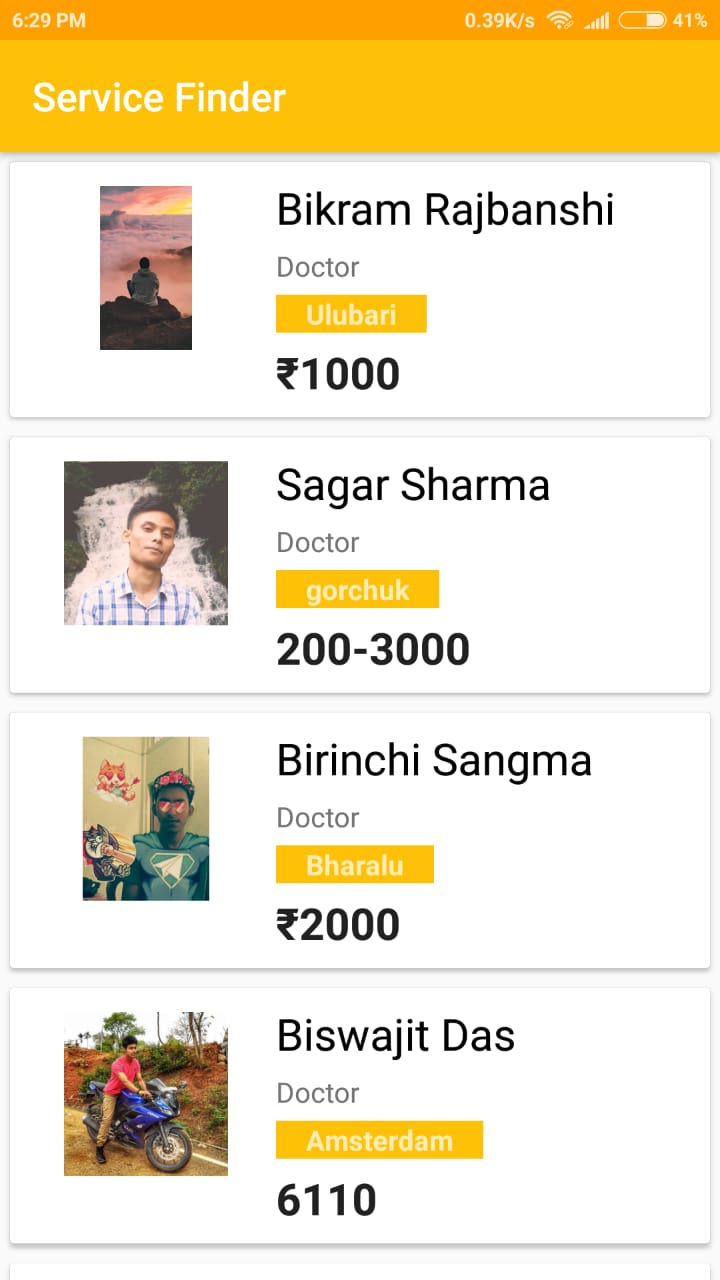 6:29 PM 0.39K/s 41%
Service Finder
Bikram Rajbanshi
Doctor
Ulubari
₹1000
Sagar Sharma
Doctor
gorchuk
200-3000
Birinchi Sangma
Doctor
Bharalu
₹2000
Biswajit Das
Doctor
Amsterdam
6110